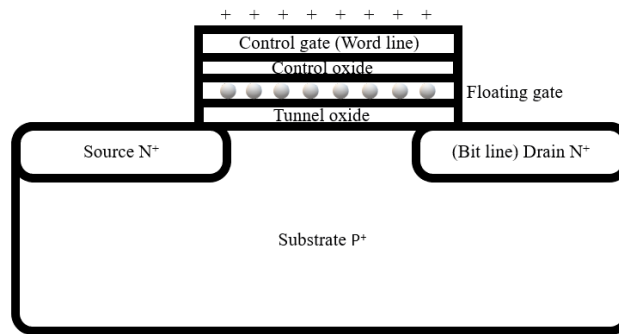 + + + + + + + +
Control gate (Word line)
Control oxide
Floating gate
Tunnel oxide
Source N⁺
(Bit line) Drain N⁺
Substrate P⁺